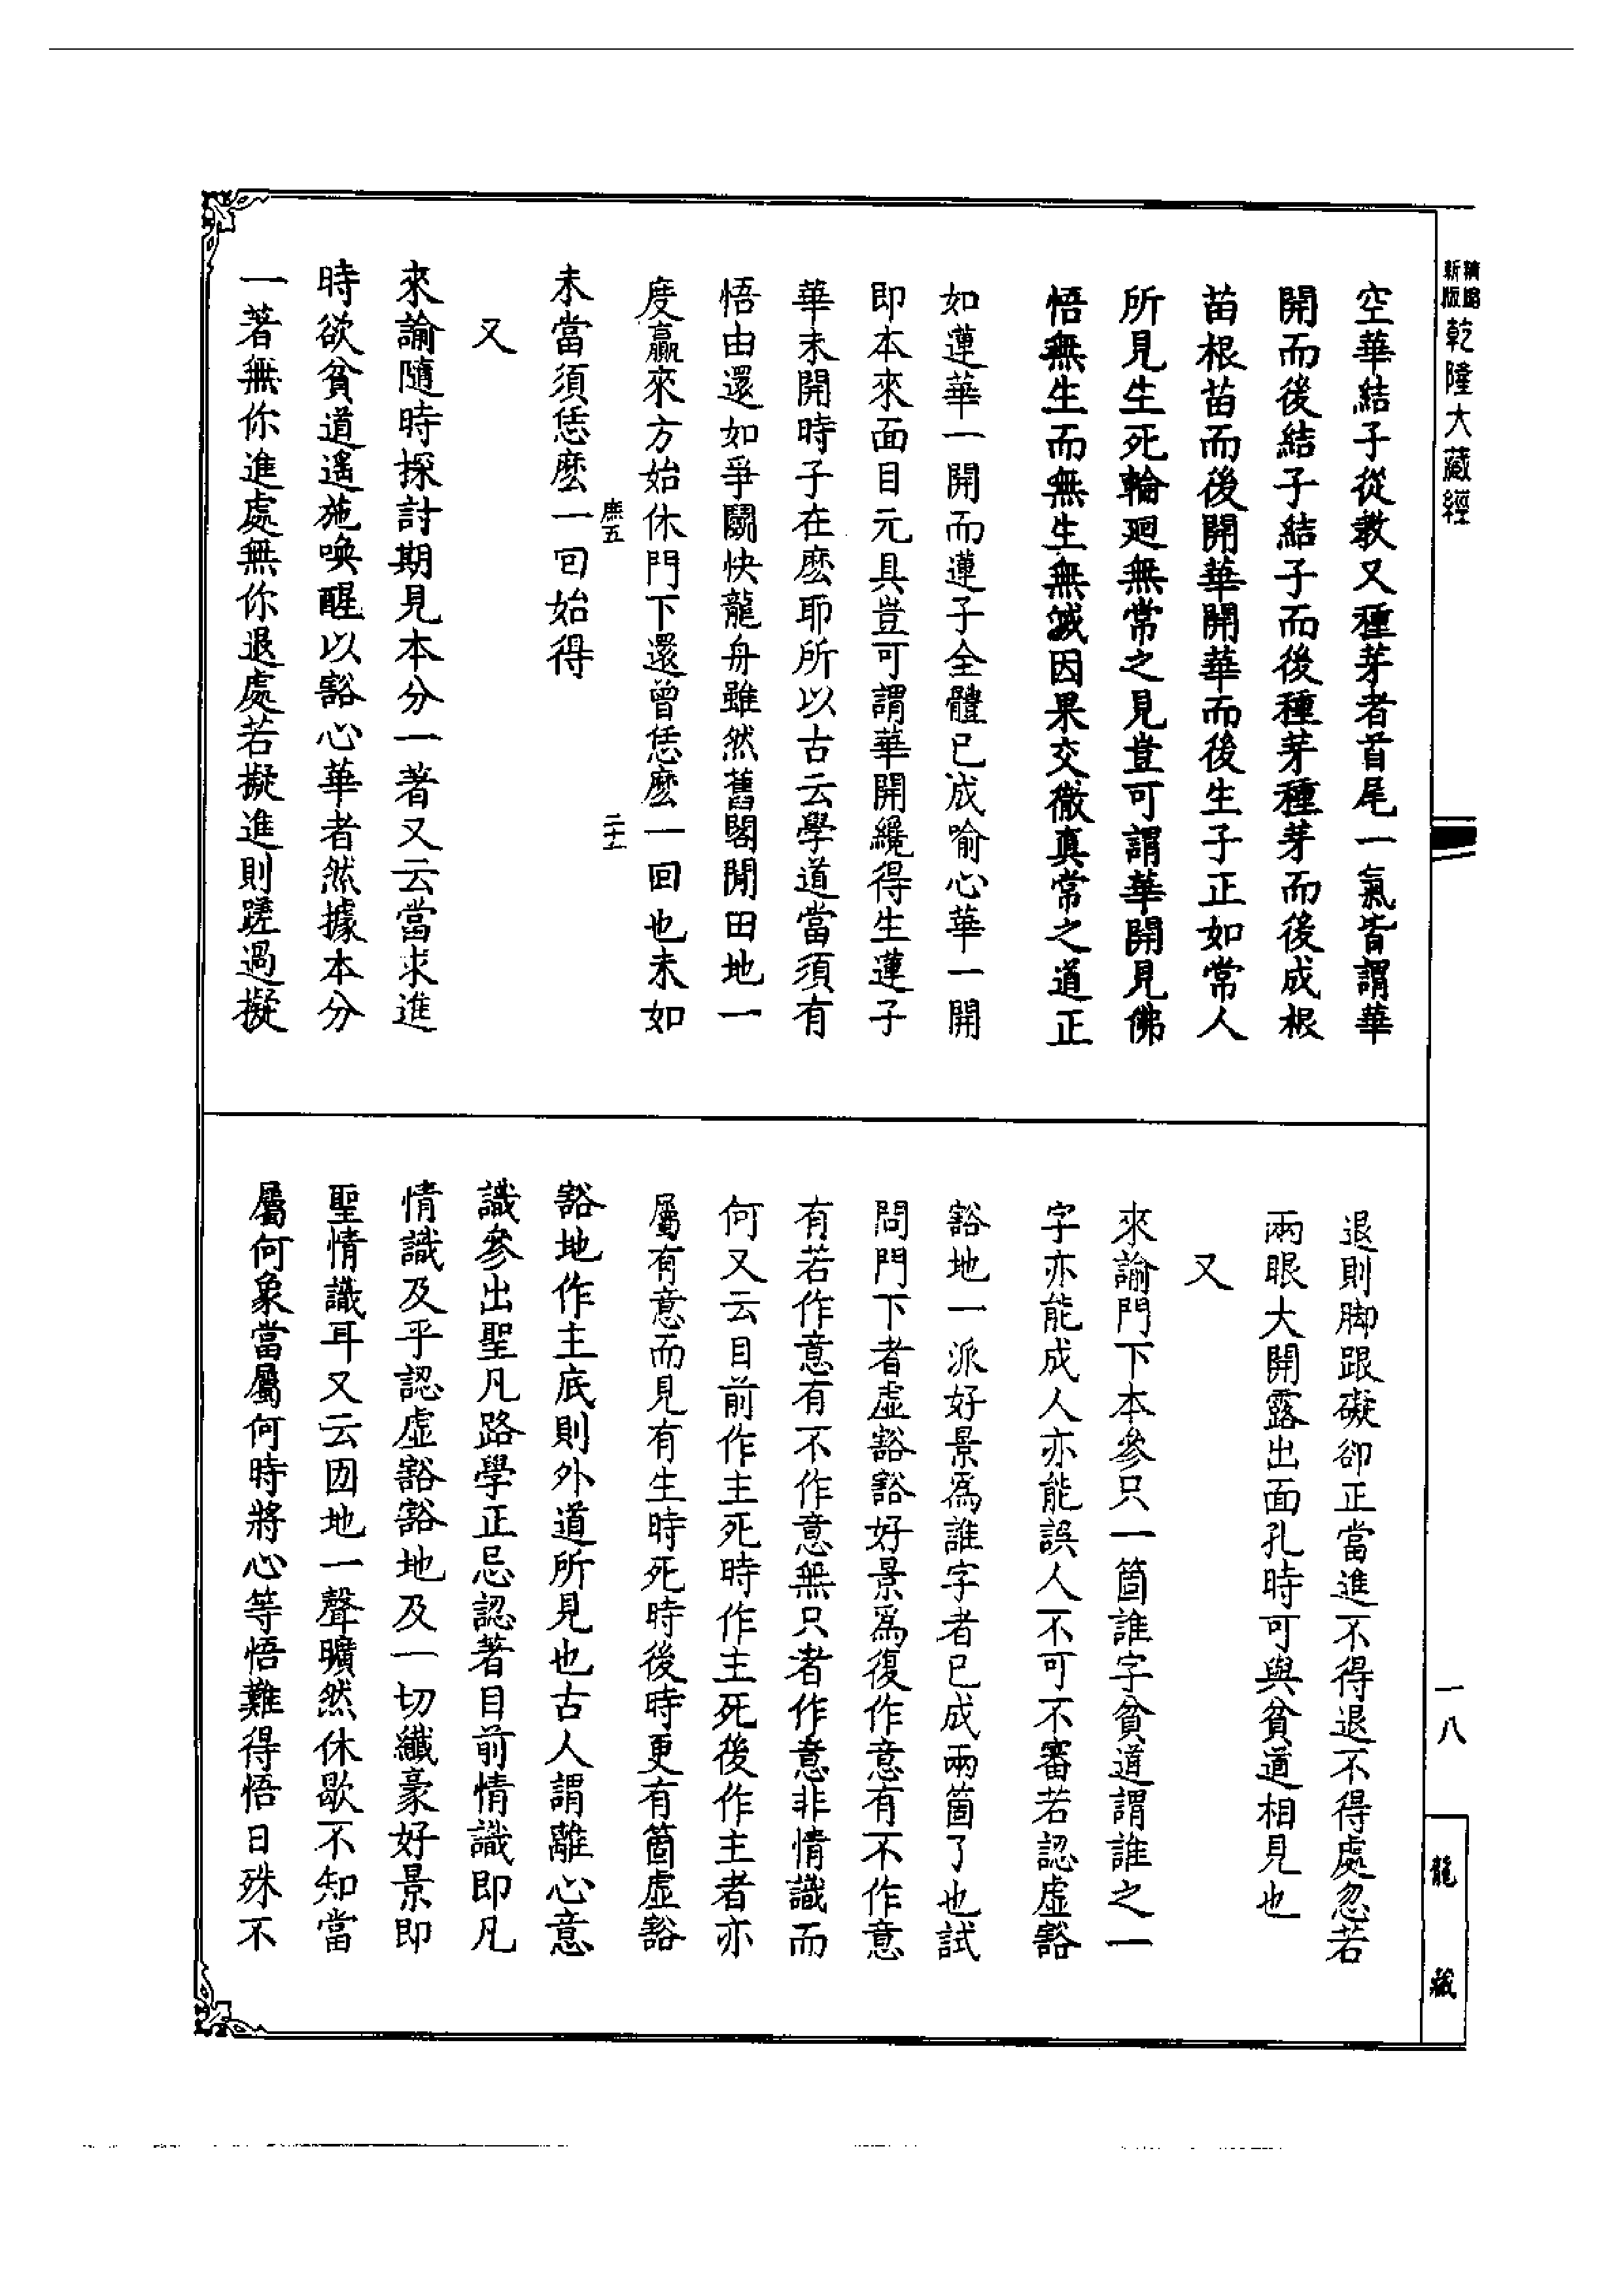 新版
精縮
乾隆大藏經
空華結子從教又種芽者首尾一氣皆謂華
開而後結子結子而後種芽種芽而後成根
苗根苗而後開華開華而後生子正如常人
所見生死輪廻無常之見豈可謂華開見佛
悟無生而無生無滅因果交徹真常之道正
如蓮華一開而蓮子全體已成喻心華一開
即本來面目元具豈可謂華開纔得生蓮子
華未開時子在麼耶所以古云學道當須有
悟由還如爭鬭快龍舟雖然舊閣閒田地一
度贏來方始休門下還曾恁麼一回也未如
庶五
二十一
未當須恁麼一回始得
又
來諭隨時探討期見本分一著又云當求進
時欲貧道遙施喚醒以豁心華者然據本分
一著無你進處無你退處若擬進則蹉過擬
退則脚跟礙卻正當進不得退不得處忽若
兩眼大開露出面孔時可與貧道相見也
又
來諭門下本參只一箇誰字貧道謂誰之一
字亦能成人亦能誤人不可不審若認虛豁
豁地一派好景為誰字者已成兩箇了也試
問門下者虛豁豁好景為復作意有不作意
有若作意有不作意無只者作意非情識而
何又云目前作主死時作主死後作主者亦
屬有意而見有生時死時後時更有箇虛豁
豁地作主底則外道所見也古人謂離心意
識參出聖凡路學正忌認著目前情識即凡
情識及乎認虛豁豁地及一切纖豪好景即
聖情識耳又云囡地一聲曠然休歇不知當
屬何象當屬何時將心等悟難得悟日殊不
一八
龍藏